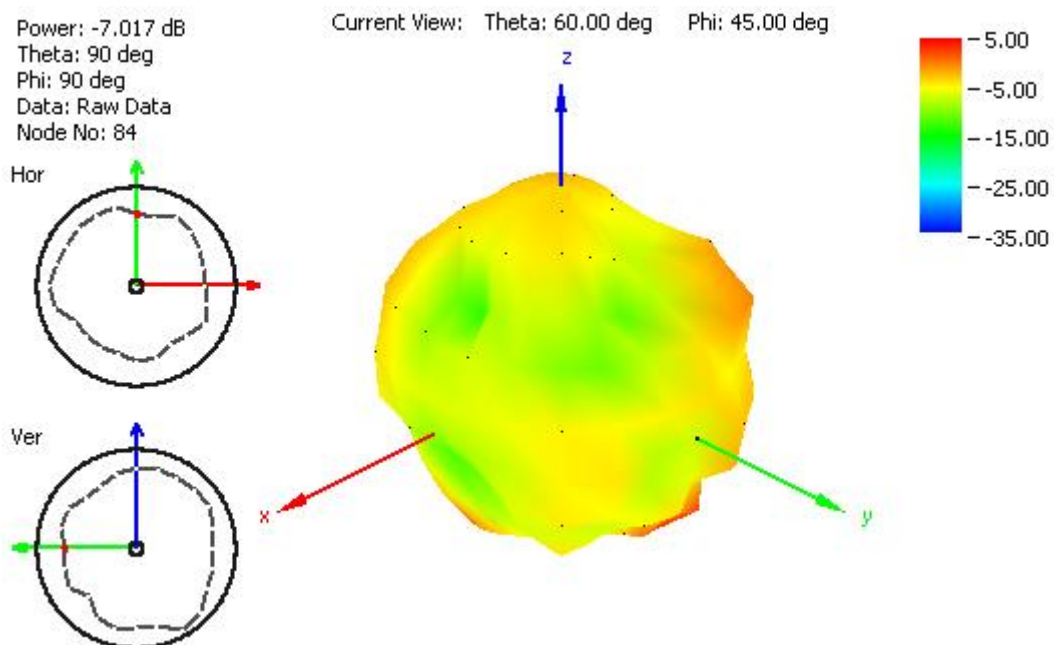 Power: -7.017 dB
Theta: 90 deg
Phi: 90 deg
Data: Raw Data
Node No: 84
Current View: Theta: 60.00 deg Phi: 45.00 deg
Hor
Ver
z
x
y
5.00
-5.00
-15.00
-25.00
-35.00